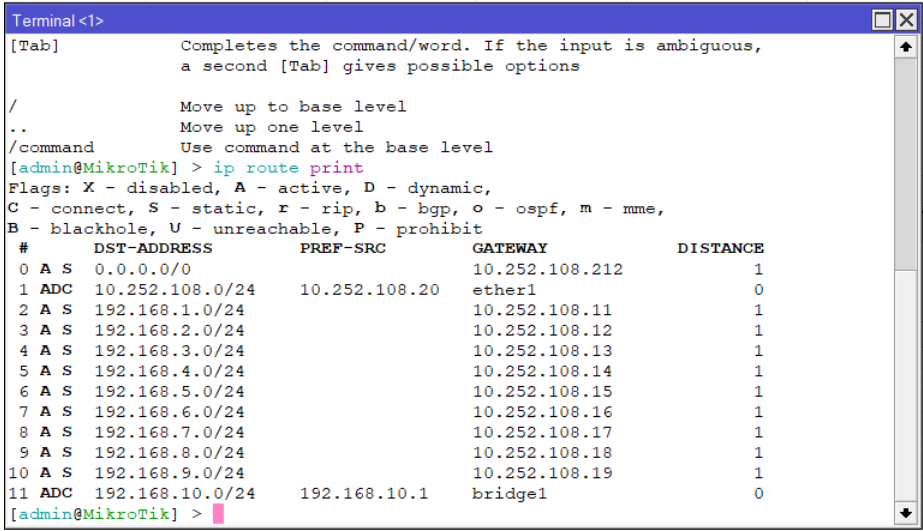 Terminal <1>
[Tab] Completes the command/word. If the input is ambiguous,
a second [Tab] gives possible options
/ Move up to base level
.. Move up one level
/command Use command at the base level
[admin@MikroTik] > ip route print
Flags: X - disabled, A - active, D - dynamic,
C - connect, S - static, r - rip, b - bgp, o - ospf, m - mme,
B - blackhole, U - unreachable, P - prohibit
# DST-ADDRESS PREF-SRC GATEWAY DISTANCE
0 A S 0.0.0.0/0 10.252.108.212 1
1 ADC 10.252.108.0/24 10.252.108.20 ether1 0
2 A S 192.168.1.0/24 10.252.108.11 1
3 A S 192.168.2.0/24 10.252.108.12 1
4 A S 192.168.3.0/24 10.252.108.13 1
5 A S 192.168.4.0/24 10.252.108.14 1
6 A S 192.168.5.0/24 10.252.108.15 1
7 A S 192.168.6.0/24 10.252.108.16 1
8 A S 192.168.7.0/24 10.252.108.17 1
9 A S 192.168.8.0/24 10.252.108.18 1
10 A S 192.168.9.0/24 10.252.108.19 1
11 ADC 192.168.10.0/24 192.168.10.1 bridge1 0
[admin@MikroTik] >